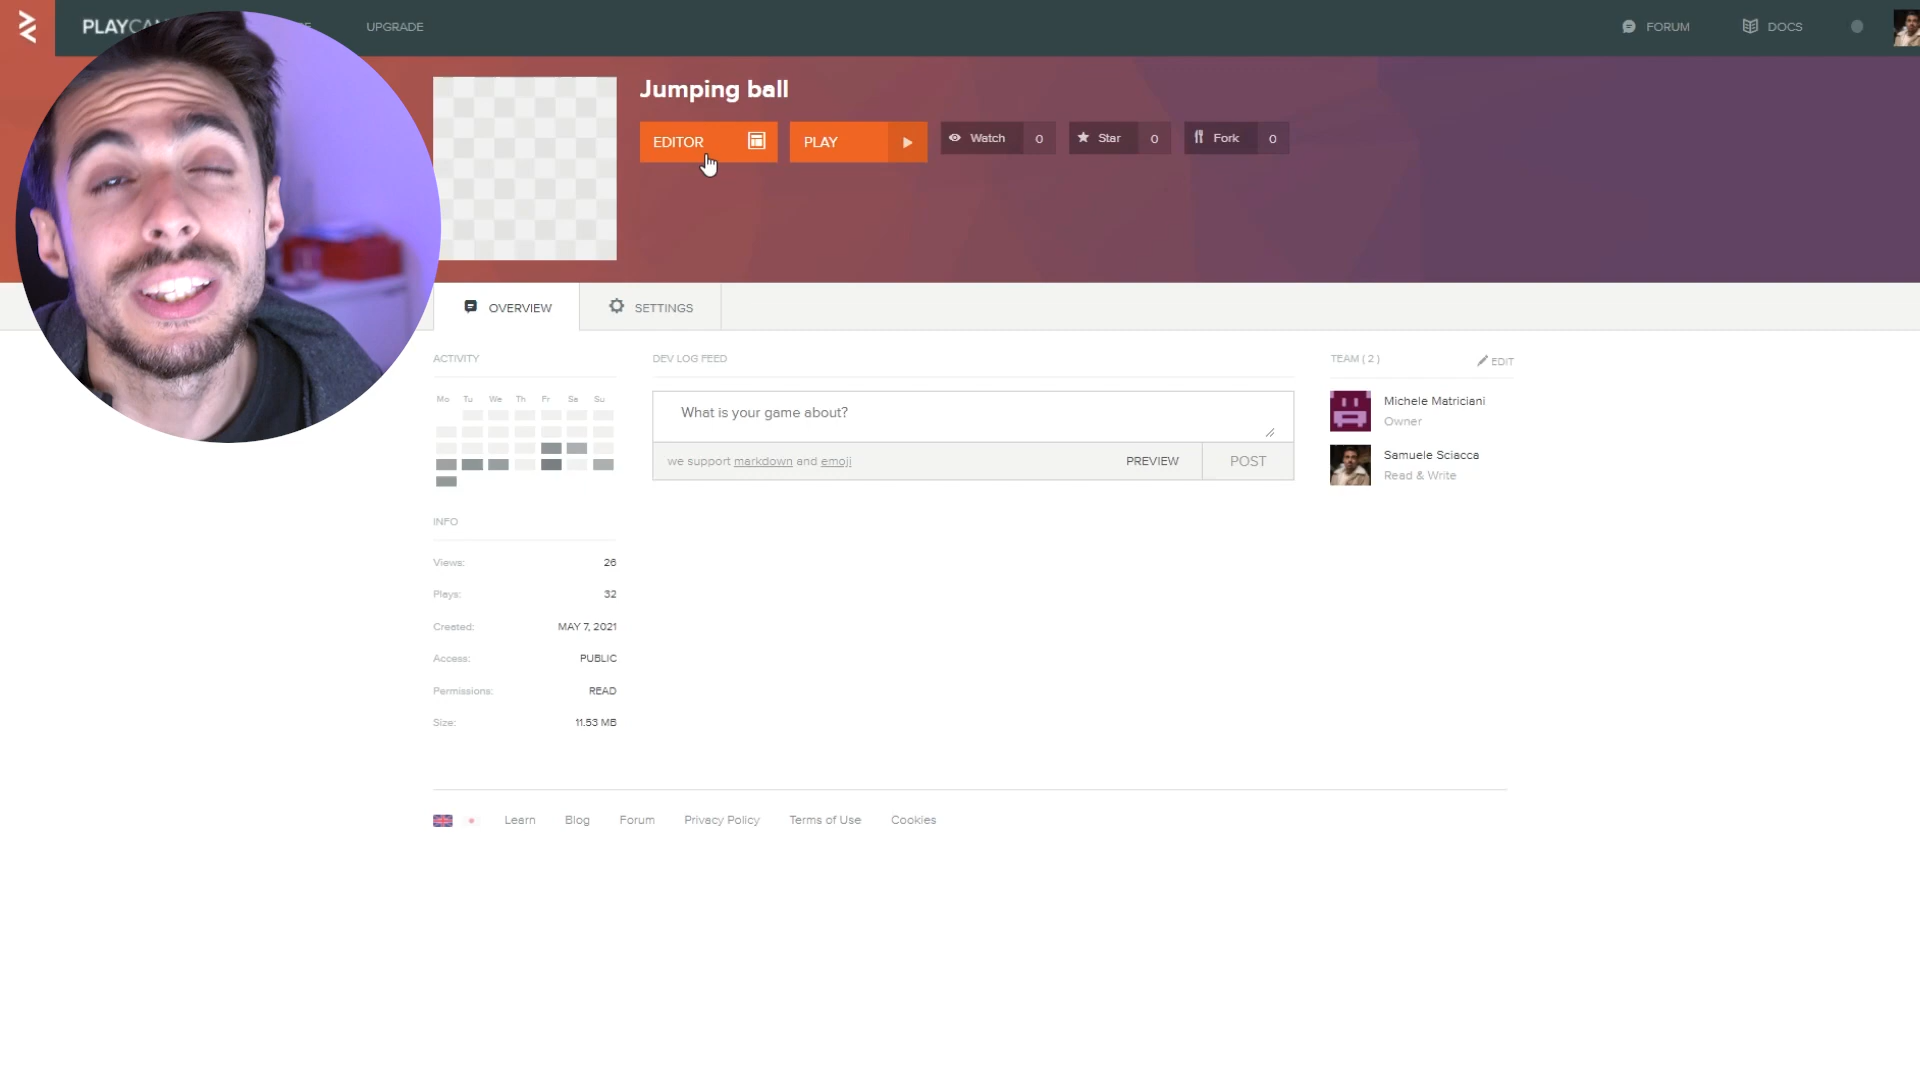 UPGRADE
FORUM
DOCS
Jumping ball
EDITOR
PLAY
Watch 0
Star 0
Fork 0
OVERVIEW
SETTINGS
ACTIVITY
Mo Tu We Th Fr Sa Su
INFO
Views: 26
Plays: 32
Created: MAY 7, 2021
Access: PUBLIC
Permissions: READ
Size: 11.53 MB
DEV LOG FEED
What is your game about?
we support markdown and emoji
PREVIEW
POST
TEAM ( 2 )
EDIT
Michele Matriciani
Owner
Samuele Sciacca
Read & Write
Learn Blog Forum Privacy Policy Terms of Use Cookies